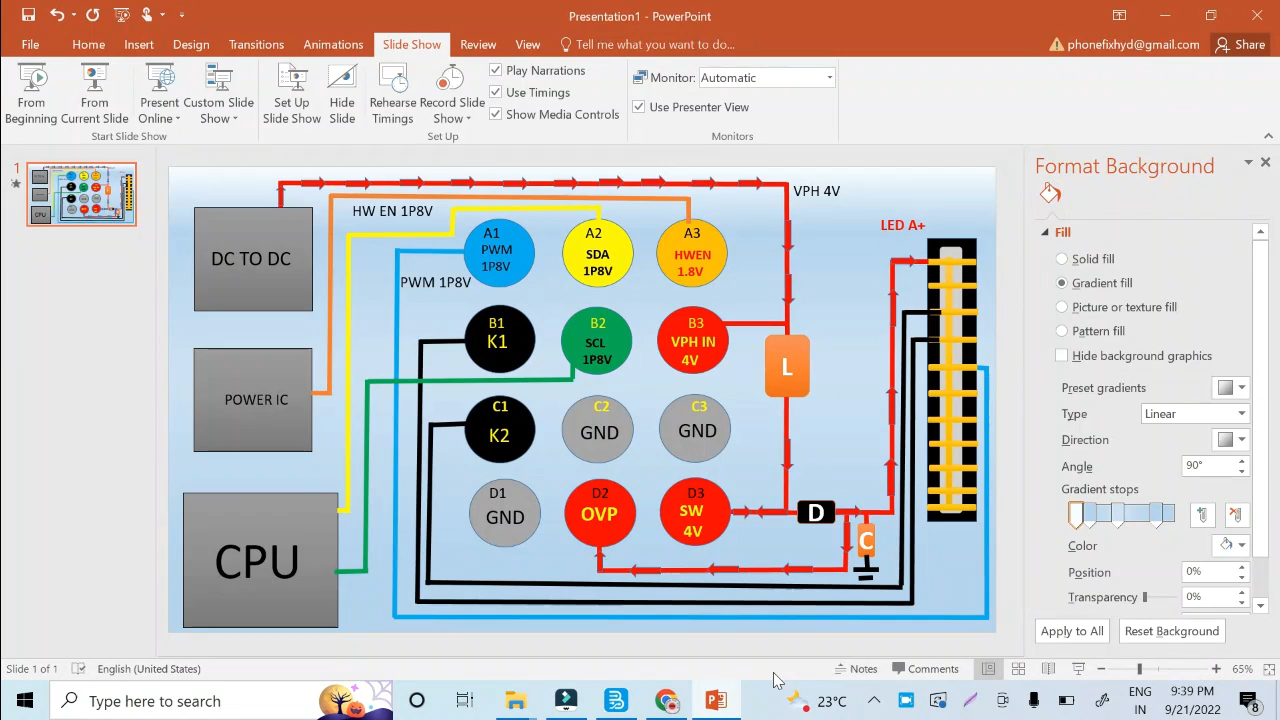 Presentation1 - PowerPoint
File Home Insert Design Transitions Animations Slide Show Review View Tell me what you want to do... phonefixhyd@gmail.com Share
From Beginning
From Current Slide
Present Online
Custom Slide Show
Set Up Slide Show
Hide Slide
Rehearse Timings
Record Slide Show
Play Narrations
Use Timings
Show Media Controls
Monitor: Automatic
Use Presenter View
Start Slide Show
Set Up
Monitors
1
DC TO DC
POWER IC
CPU
HW EN 1P8V
PWM 1P8V
VPH 4V
LED A+
A1
PWM
1P8V
A2
SDA
1P8V
A3
HWEN
1.8V
B1
K1
B2
SCL
1P8V
B3
VPH IN
4V
L
C1
K2
C2
GND
C3
GND
D1
GND
D2
OVP
D3
SW
4V
D
C
Format Background
Fill
Solid fill
Gradient fill
Picture or texture fill
Pattern fill
Hide background graphics
Preset gradients
Type Linear
Direction
Angle 90°
Gradient stops
Color
Position 0%
Transparency 0%
Apply to All Reset Background
Slide 1 of 1 English (United States) Notes Comments 65%
Type here to search
23°C
ENG
IN
9:39 PM
9/21/2022
8